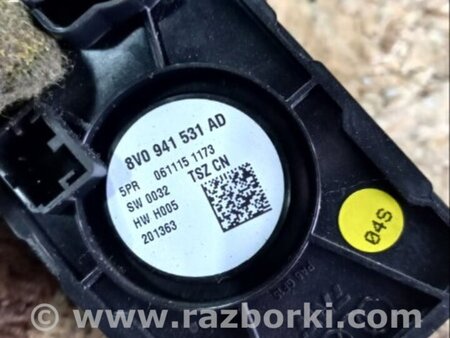 8V0 941 531 AD
5PR 061115 1173
SW 0032 TSZ CN
HW H005
201363
04S
www.razborki.com